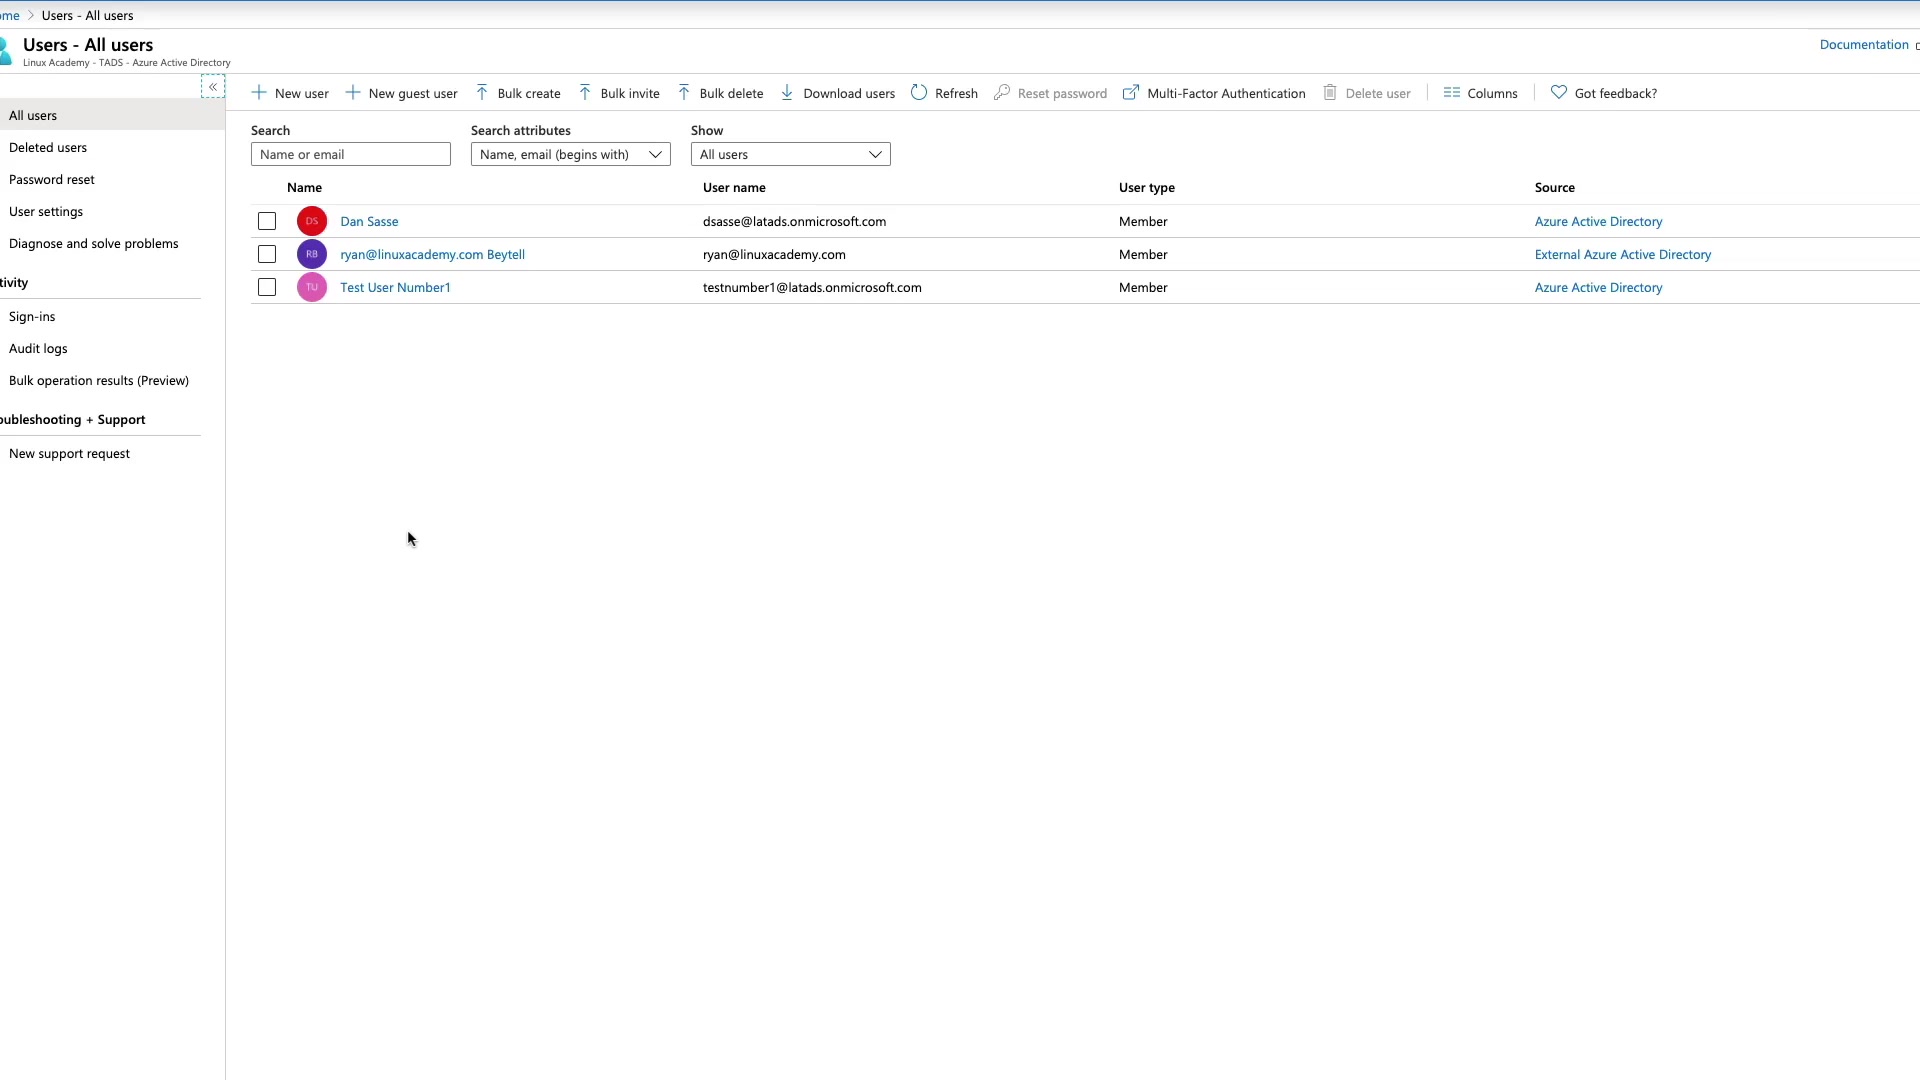 ome > Users - All users
Users - All users
Linux Academy - TADS - Azure Active Directory
Documentation
«
All users
Deleted users
Password reset
User settings
Diagnose and solve problems
tivity
Sign-ins
Audit logs
Bulk operation results (Preview)
oubleshooting + Support
New support request
New user New guest user Bulk create Bulk invite Bulk delete Download users Refresh Reset password Multi-Factor Authentication Delete user Columns Got feedback?
Search Search attributes Show
Name or email Name, email (begins with) All users
Name User name User type Source
DS Dan Sasse dsasse@latads.onmicrosoft.com Member Azure Active Directory
RB ryan@linuxacademy.com Beytell ryan@linuxacademy.com Member External Azure Active Directory
TU Test User Number1 testnumber1@latads.onmicrosoft.com Member Azure Active Directory